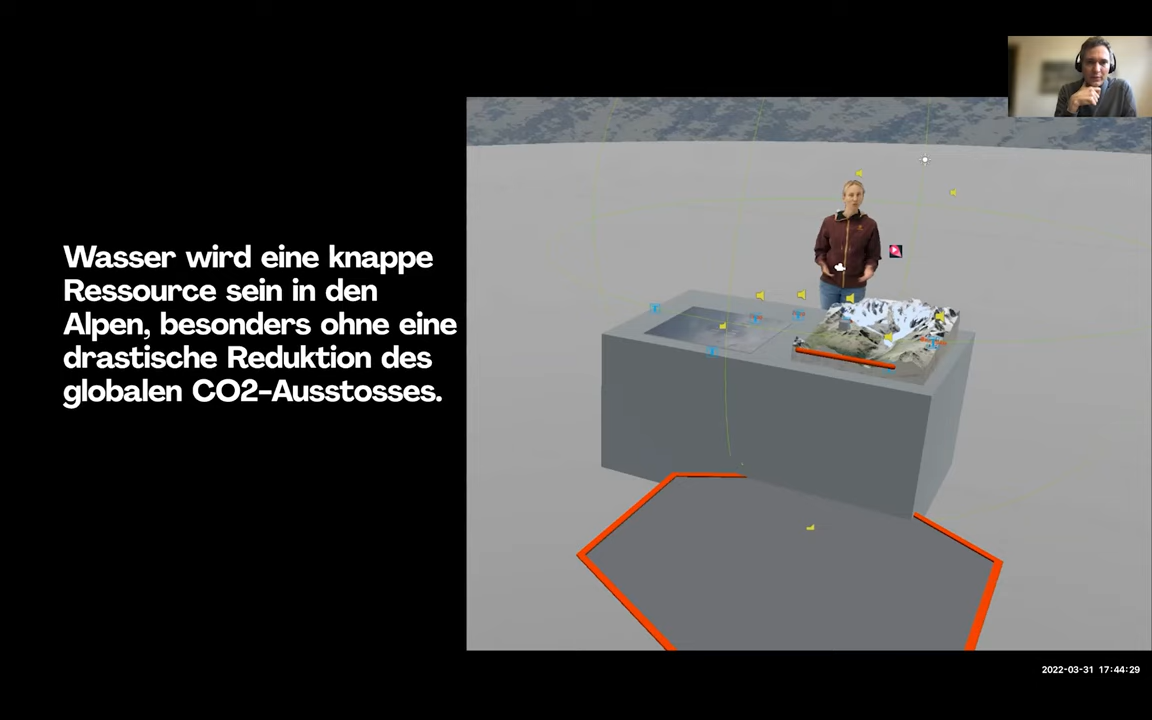 Wasser wird eine knappe
Ressource sein in den
Alpen, besonders ohne eine
drastische Reduktion des
globalen CO2-Ausstosses.
2022-03-31 17:44:29